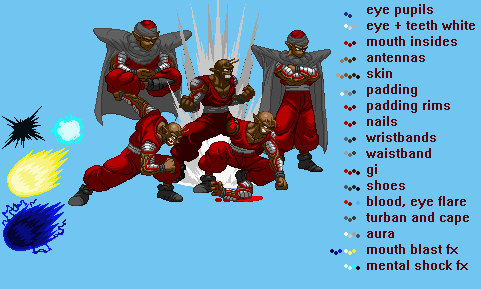 eye pupils
eye + teeth white
mouth insides
antennas
skin
padding
padding rims
nails
wristbands
waistband
gi
shoes
blood, eye flare
turban and cape
aura
mouth blast fx
mental shock fx